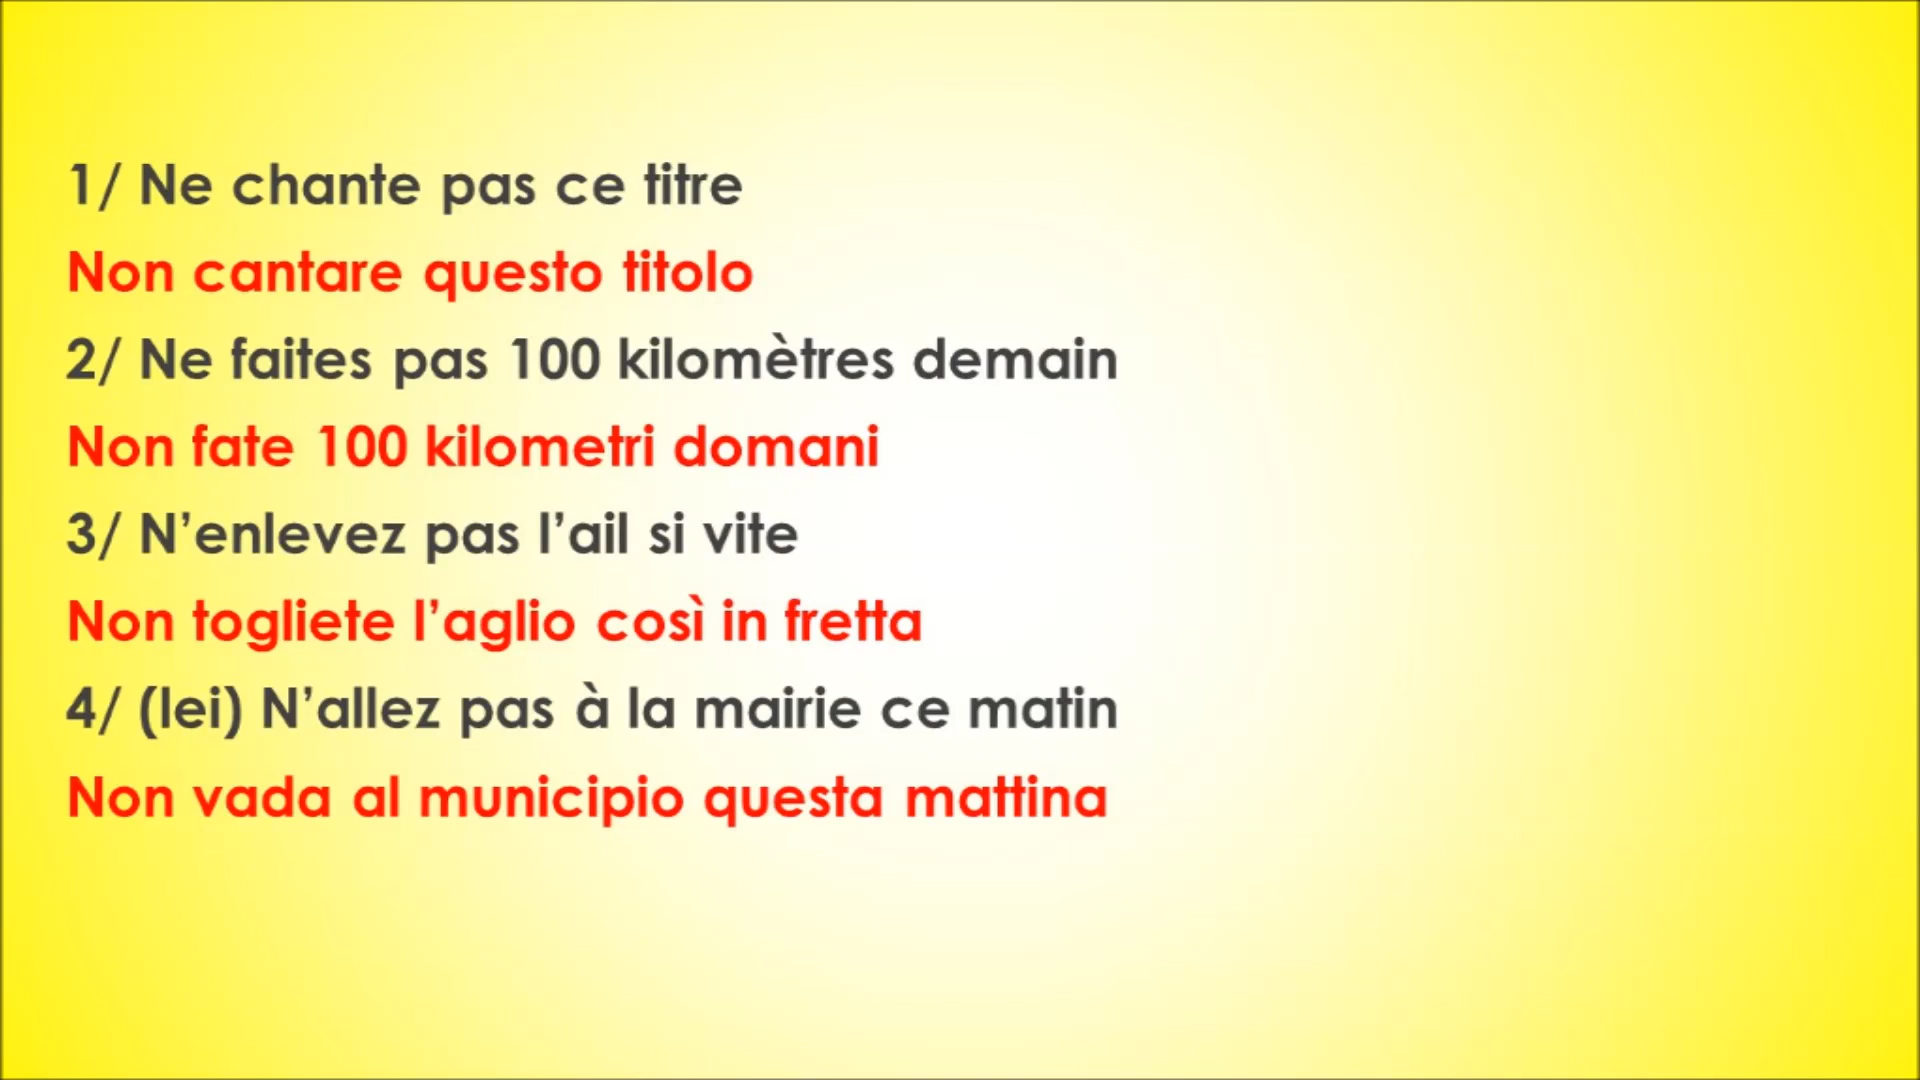 1/ Ne chante pas ce titre
Non cantare questo titolo
2/ Ne faites pas 100 kilomètres demain
Non fate 100 kilometri domani
3/ N’enlevez pas l’ail si vite
Non togliete l’aglio così in fretta
4/ (lei) N’allez pas à la mairie ce matin
Non vada al municipio questa mattina